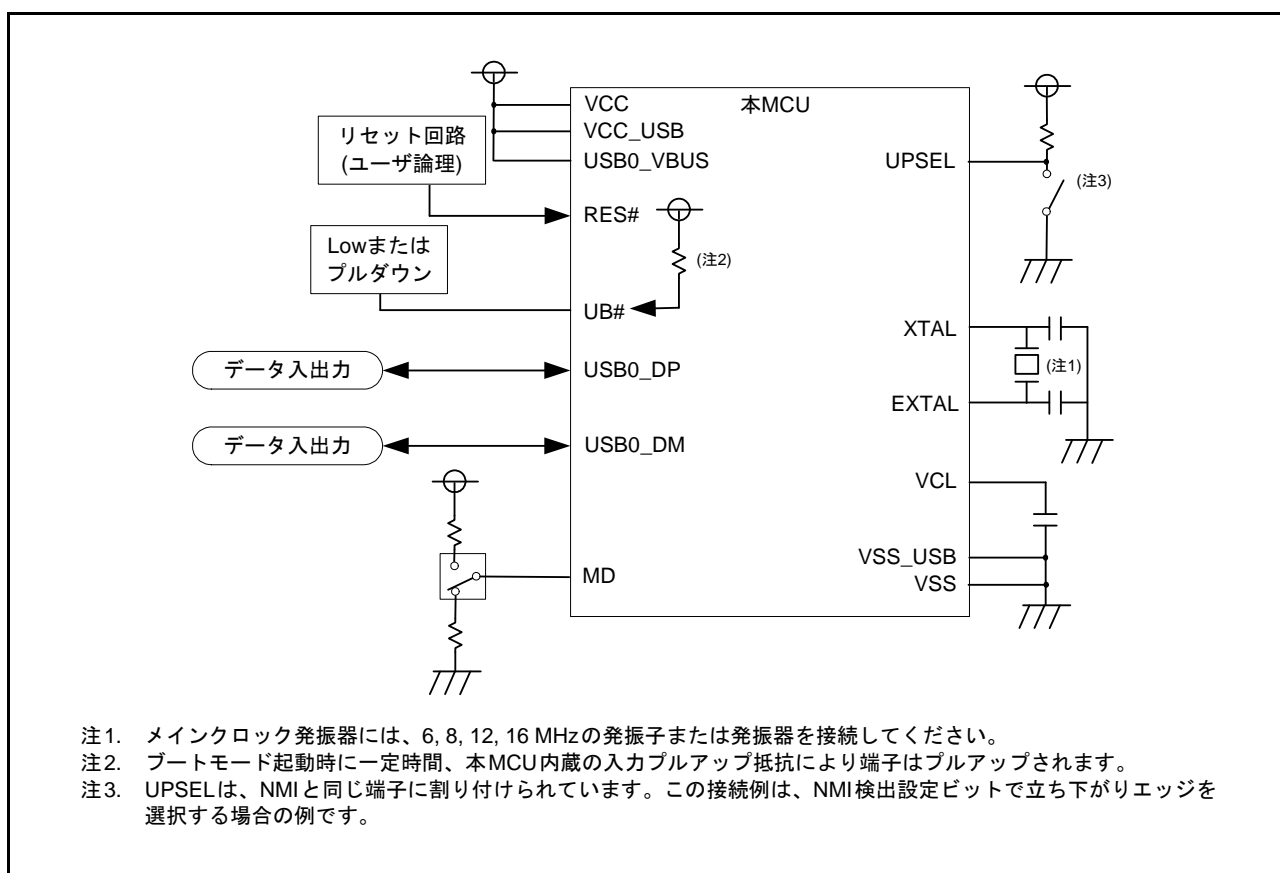 VCC
本MCU
VCC_USB
リセット回路
(ユーザ論理)
USB0_VBUS
UPSEL
(注3)
RES#
Lowまたは
プルダウン
(注2)
UB#
XTAL
データ入出力
USB0_DP
(注1)
EXTAL
データ入出力
USB0_DM
VCL
VSS_USB
MD
VSS
注1. メインクロック発振器には、6, 8, 12, 16 MHzの発振子または発振器を接続してください。
注2. ブートモード起動時に一定時間、本MCU内蔵の入力プルアップ抵抗により端子はプルアップされます。
注3. UPSELは、NMIと同じ端子に割り付けられています。この接続例は、NMI検出設定ビットで立ち下がりエッジを
選択する場合の例です。